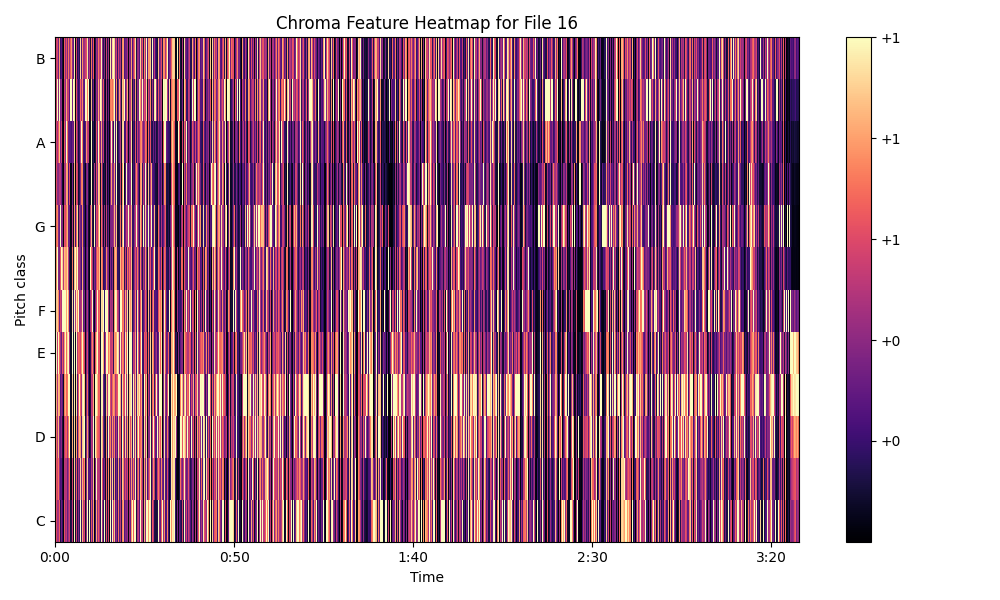 Chroma Feature Heatmap for File 16
Pitch class
B
A
G
F
E
D
C
0:00 0:50 1:40 2:30 3:20
Time
+1
+1
+1
+0
+0